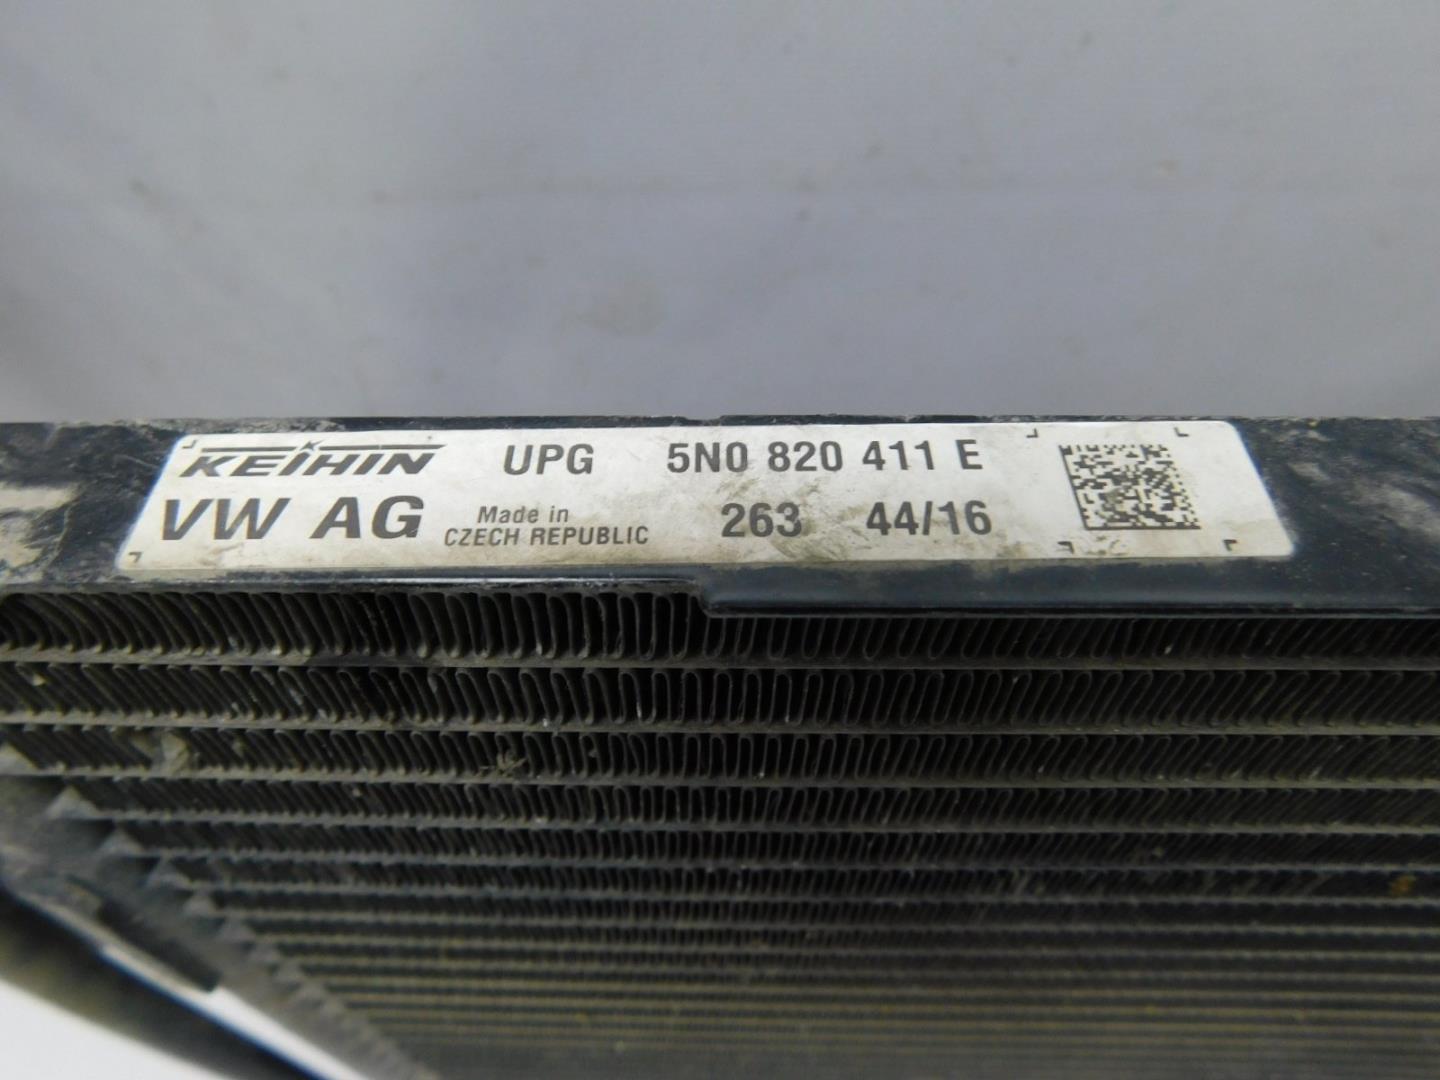 KEIHIN UPG 5N0 820 411 E
VW AG Made in CZECH REPUBLIC 263 44/16